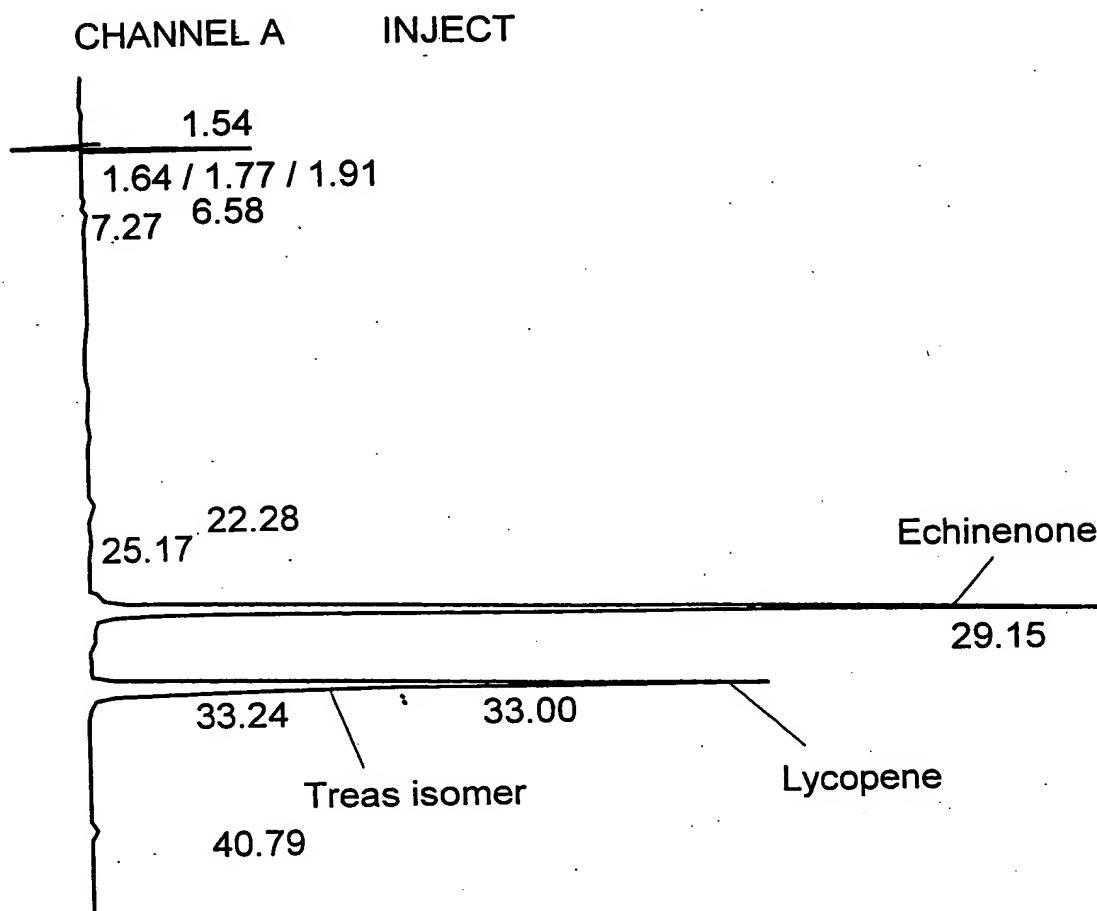 CHANNEL A INJECT
1.54
1.64 / 1.77 / 1.91
7.27 6.58
22.28
25.17
Echinenone
29.15
33.24 33.00
Treas isomer
Lycopene
40.79